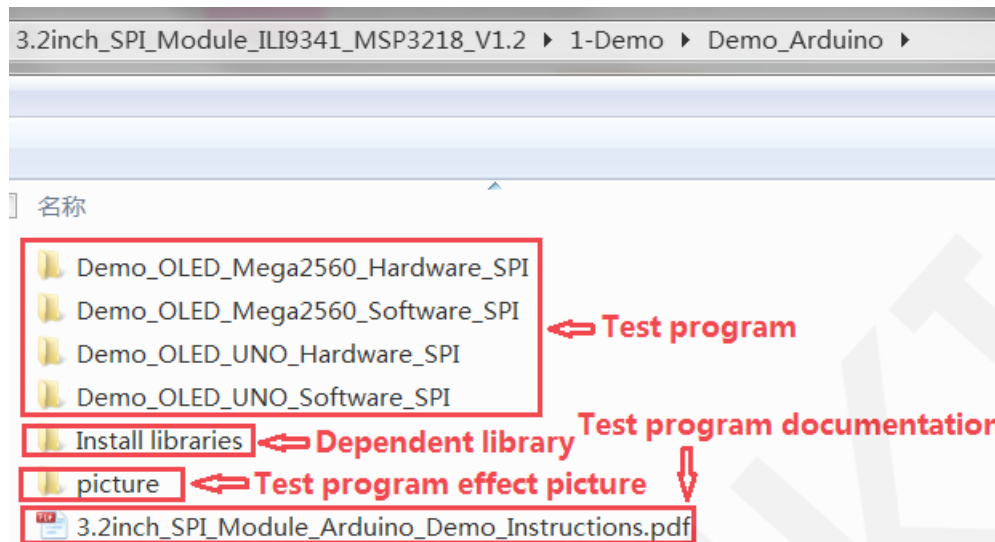 3.2inch_SPI_Module_ILI9341_MSP3218_V1.2 ▸ 1-Demo ▸ Demo_Arduino ▸
名称
Demo_OLED_Mega2560_Hardware_SPI
Demo_OLED_Mega2560_Software_SPI
Test program
Demo_OLED_UNO_Hardware_SPI
Demo_OLED_UNO_Software_SPI
Test program documentation
Install libraries
Dependent library
picture
Test program effect picture
3.2inch_SPI_Module_Arduino_Demo_Instructions.pdf